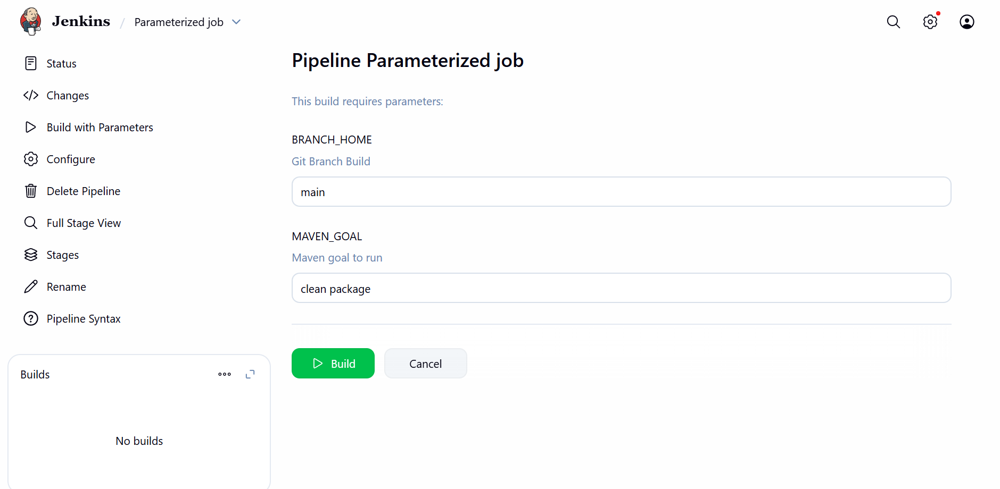 Jenkins / Parameterized job
Status
Changes
Build with Parameters
Configure
Delete Pipeline
Full Stage View
Stages
Rename
Pipeline Syntax
Builds
No builds
Pipeline Parameterized job
This build requires parameters:
BRANCH_HOME
Git Branch Build
main
MAVEN_GOAL
Maven goal to run
clean package
Build Cancel